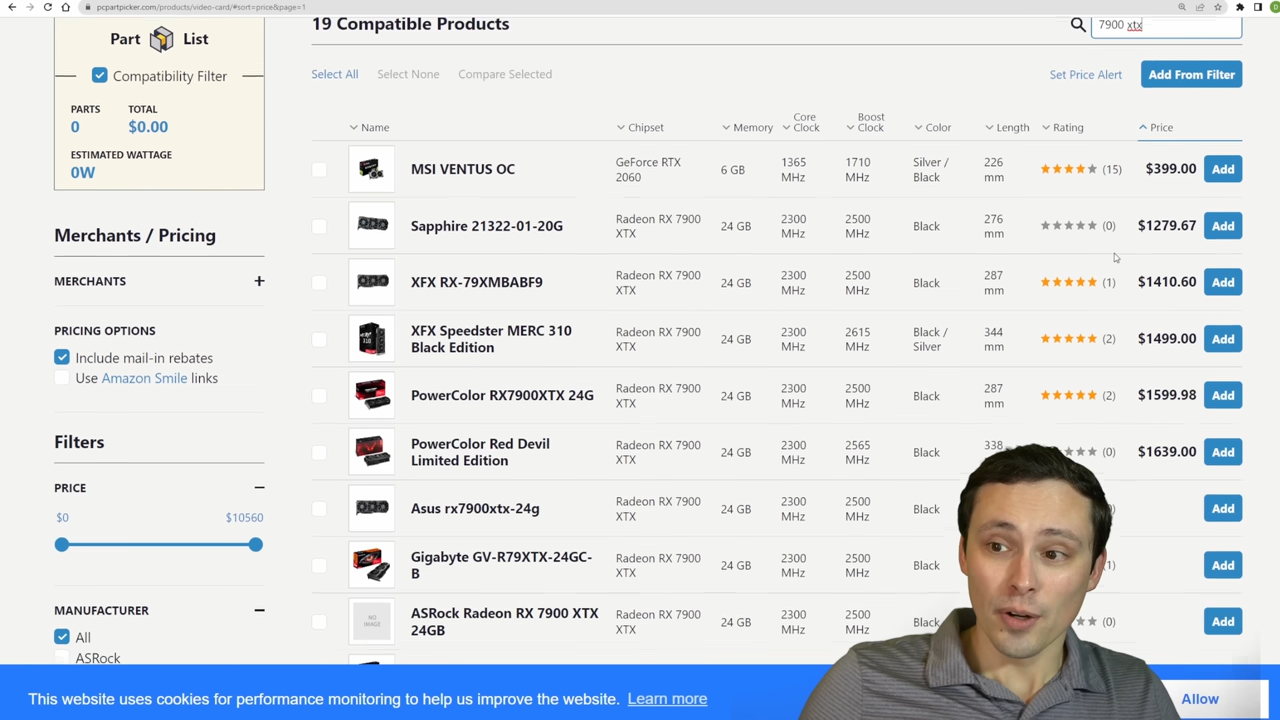 pcpartpicker.com/products/video-card/#sort=price&page=1
Part List
Compatibility Filter
PARTS TOTAL
0 $0.00
ESTIMATED WATTAGE
0W
Merchants / Pricing
MERCHANTS +
PRICING OPTIONS
Include mail-in rebates
Use Amazon Smile links
Filters
PRICE
$0 $10560
MANUFACTURER
All
ASRock
19 Compatible Products
7900 xtx
Select All Select None Compare Selected
Set Price Alert Add From Filter
Name Chipset Memory Core Clock Boost Clock Color Length Rating Price
MSI VENTUS OC GeForce RTX 2060 6 GB 1365 MHz 1710 MHz Silver / Black 226 mm (15) $399.00 Add
Sapphire 21322-01-20G Radeon RX 7900 XTX 24 GB 2300 MHz 2500 MHz Black 276 mm (0) $1279.67 Add
XFX RX-79XMBABF9 Radeon RX 7900 XTX 24 GB 2300 MHz 2500 MHz Black 287 mm (1) $1410.60 Add
XFX Speedster MERC 310 Black Edition Radeon RX 7900 XTX 24 GB 2300 MHz 2615 MHz Black / Silver 344 mm (2) $1499.00 Add
PowerColor RX7900XTX 24G Radeon RX 7900 XTX 24 GB 2300 MHz 2500 MHz Black 287 mm (2) $1599.98 Add
PowerColor Red Devil Limited Edition Radeon RX 7900 XTX 24 GB 2300 MHz 2565 MHz Black 338 (0) $1639.00 Add
Asus rx7900xtx-24g Radeon RX 7900 XTX 24 GB 2300 MHz 2500 MHz Black Add
Gigabyte GV-R79XTX-24GC-B Radeon RX 7900 XTX 24 GB 2300 MHz 2500 MHz Black Add
NO IMAGE
ASRock Radeon RX 7900 XTX 24GB Radeon RX 7900 XTX 24 GB 2300 MHz 2500 MHz (0) Add
This website uses cookies for performance monitoring to help us improve the website. Learn more
Allow